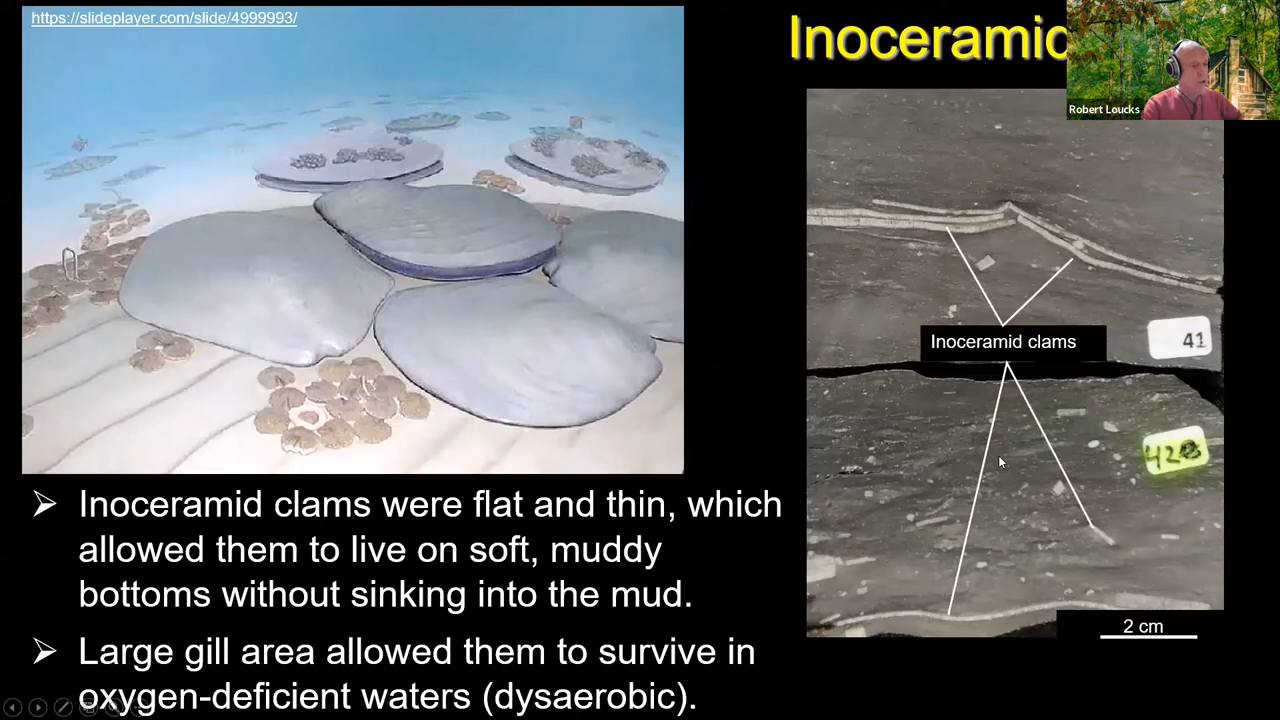 https://slideplayer.com/slide/4999993/
Inoceramid
Robert Loucks
Inoceramid clams
41
42
2 cm
➢ Inoceramid clams were flat and thin, which
allowed them to live on soft, muddy
bottoms without sinking into the mud.
➢ Large gill area allowed them to survive in
oxygen-deficient waters (dysaerobic).